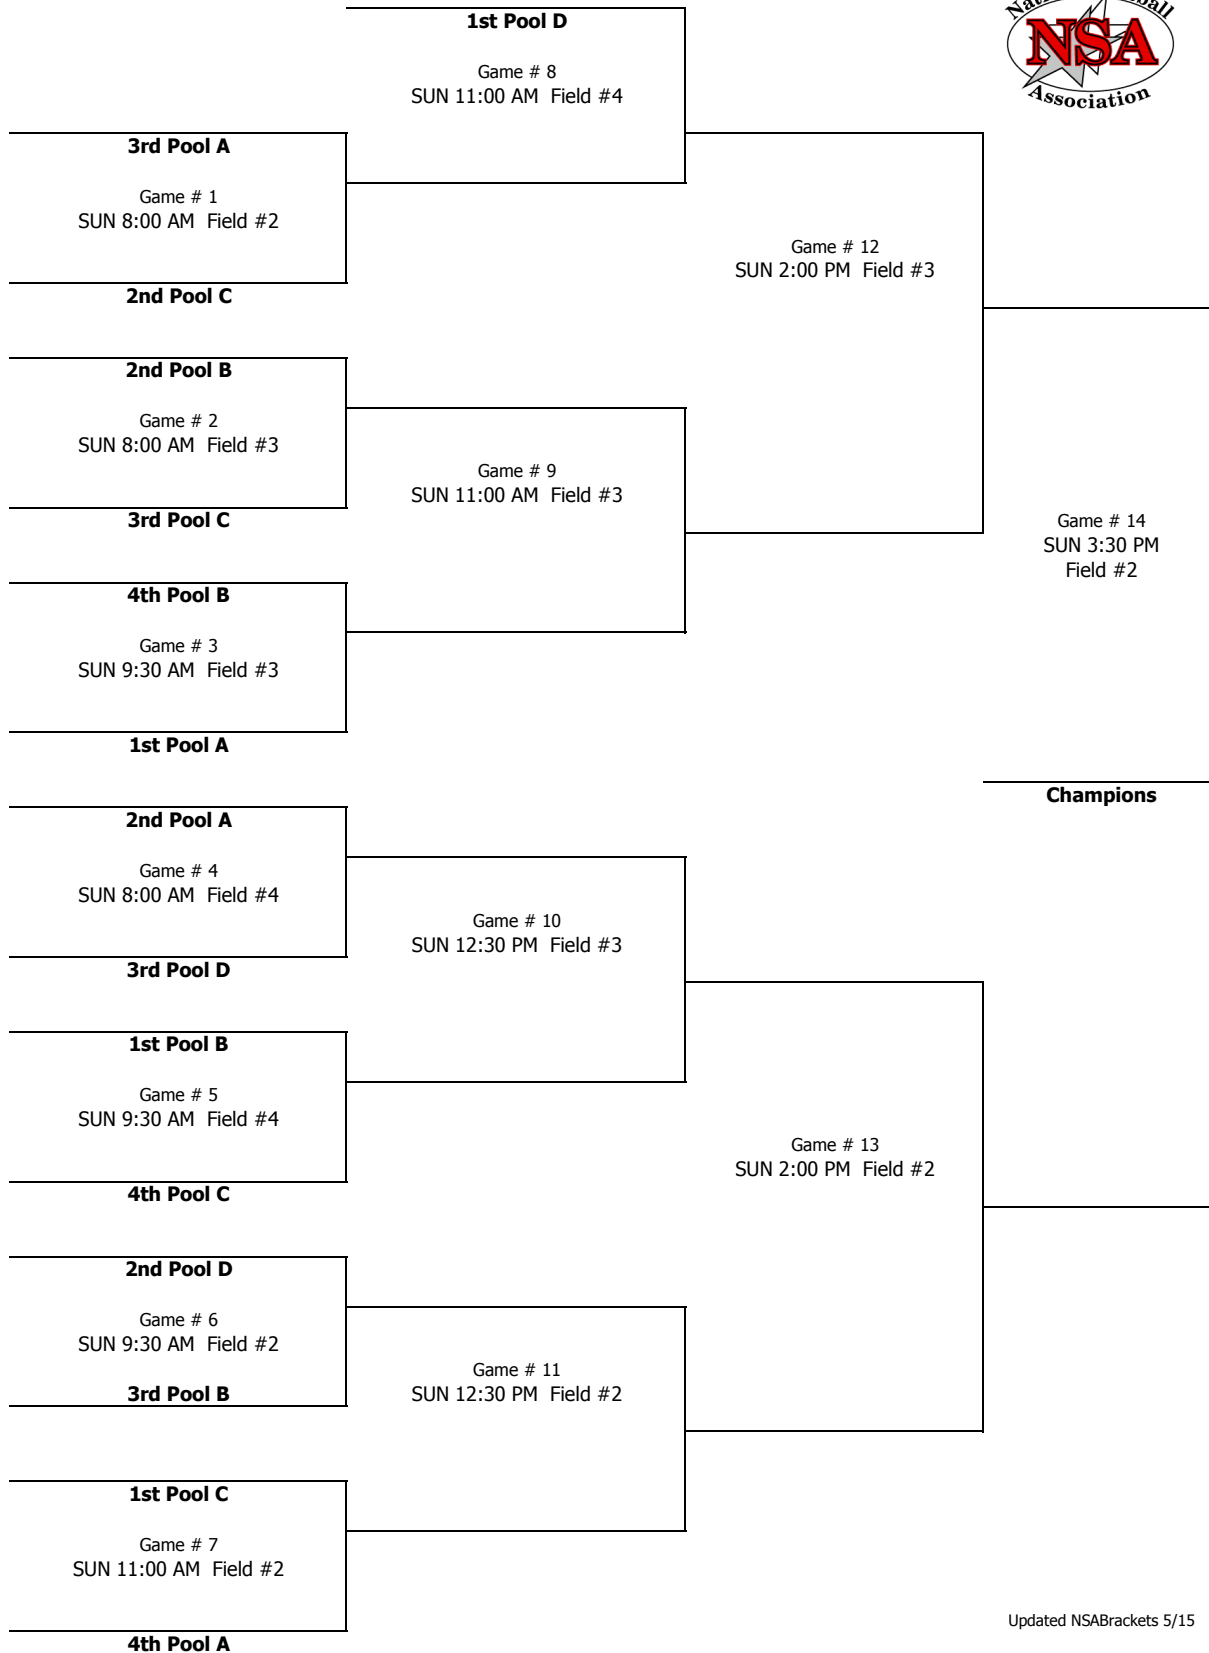 1st Pool D
Game # 8
SUN 11:00 AM  Field #4
NSA
Association
3rd Pool A
Game # 1
SUN 8:00 AM  Field #2
2nd Pool C
Game # 12
SUN 2:00 PM  Field #3
2nd Pool B
Game # 2
SUN 8:00 AM  Field #3
3rd Pool C
Game # 9
SUN 11:00 AM  Field #3
Game # 14
SUN 3:30 PM
Field #2
4th Pool B
Game # 3
SUN 9:30 AM  Field #3
1st Pool A
Champions
2nd Pool A
Game # 4
SUN 8:00 AM  Field #4
3rd Pool D
Game # 10
SUN 12:30 PM  Field #3
1st Pool B
Game # 5
SUN 9:30 AM  Field #4
4th Pool C
Game # 13
SUN 2:00 PM  Field #2
2nd Pool D
Game # 6
SUN 9:30 AM  Field #2
3rd Pool B
Game # 11
SUN 12:30 PM  Field #2
1st Pool C
Game # 7
SUN 11:00 AM  Field #2
4th Pool A
Updated NSABrackets 5/15